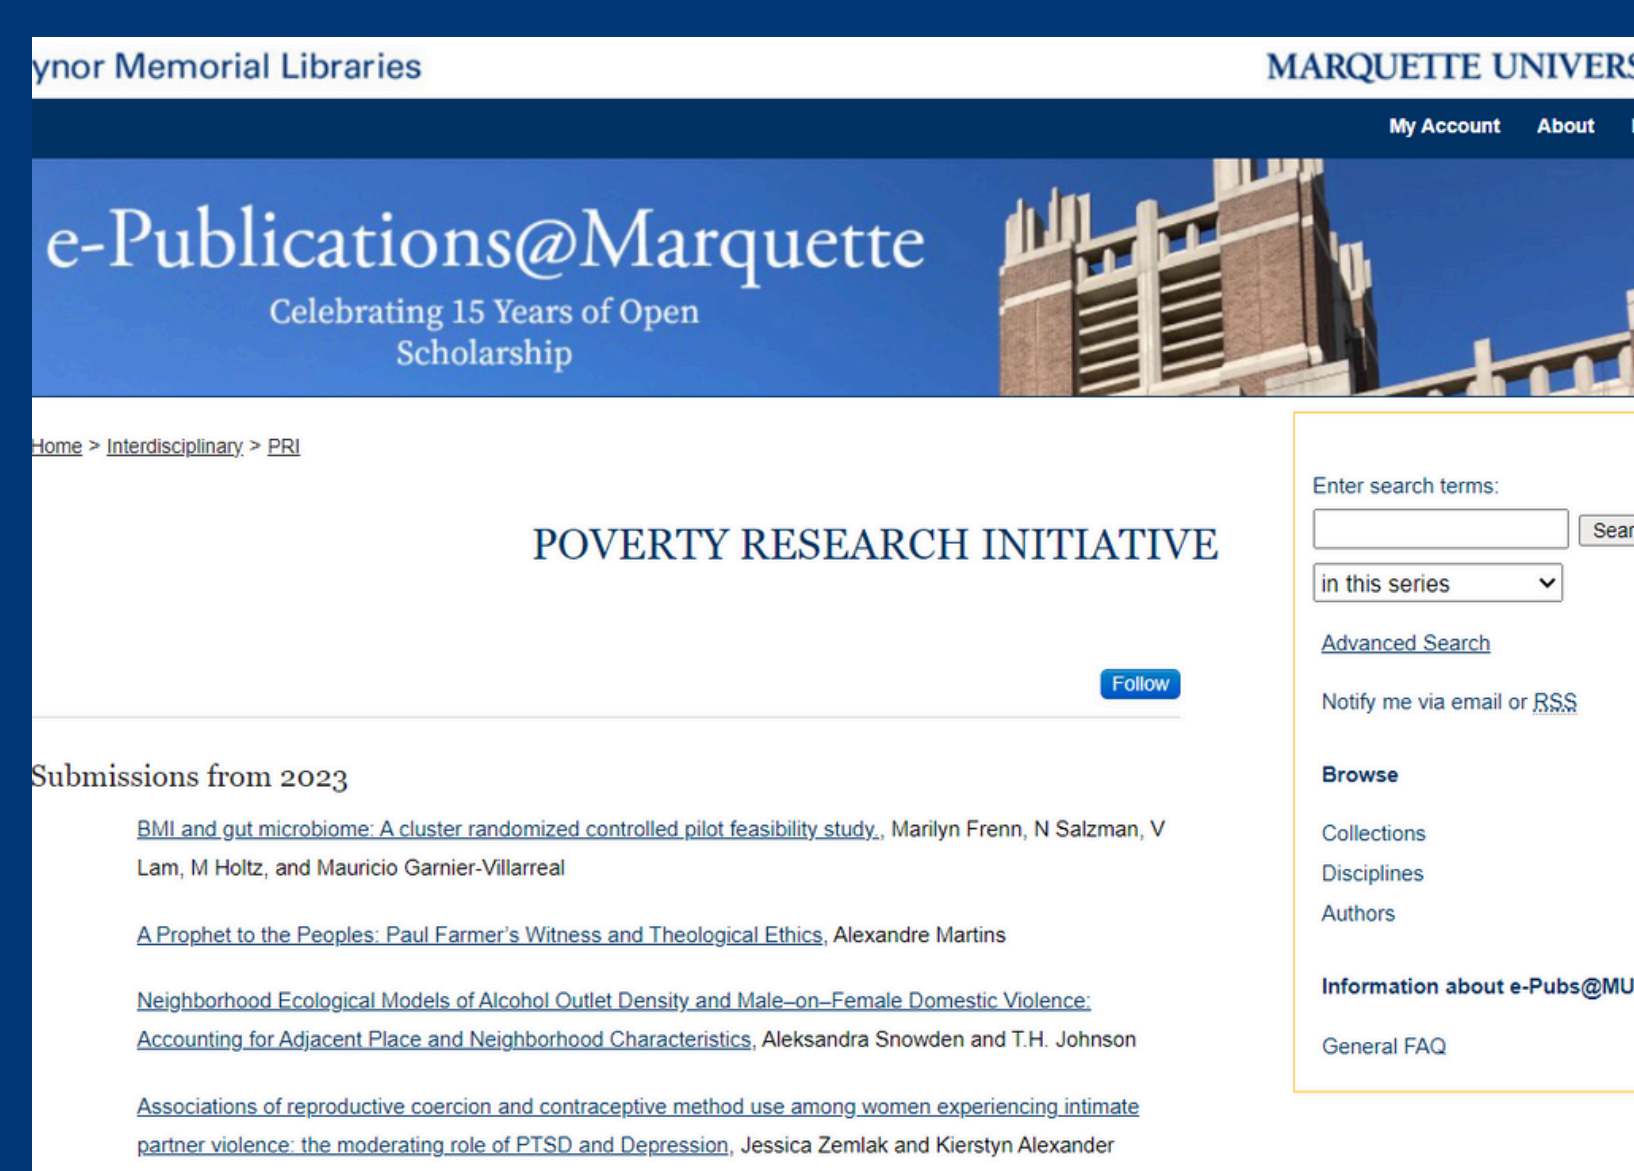 ynor Memorial Libraries
MARQUETTE UNIVERS
My Account About
e-Publications@Marquette
Celebrating 15 Years of Open
Scholarship
Home > Interdisciplinary > PRI
POVERTY RESEARCH INITIATIVE
Follow
Submissions from 2023
BMI and gut microbiome: A cluster randomized controlled pilot feasibility study., Marilyn Frenn, N Salzman, V
Lam, M Holtz, and Mauricio Garnier-Villarreal
A Prophet to the Peoples: Paul Farmer’s Witness and Theological Ethics, Alexandre Martins
Neighborhood Ecological Models of Alcohol Outlet Density and Male–on–Female Domestic Violence:
Accounting for Adjacent Place and Neighborhood Characteristics, Aleksandra Snowden and T.H. Johnson
Associations of reproductive coercion and contraceptive method use among women experiencing intimate
partner violence: the moderating role of PTSD and Depression, Jessica Zemlak and Kierstyn Alexander
Enter search terms:
Sear
in this series
Advanced Search
Notify me via email or RSS
Browse
Collections
Disciplines
Authors
Information about e-Pubs@MU
General FAQ